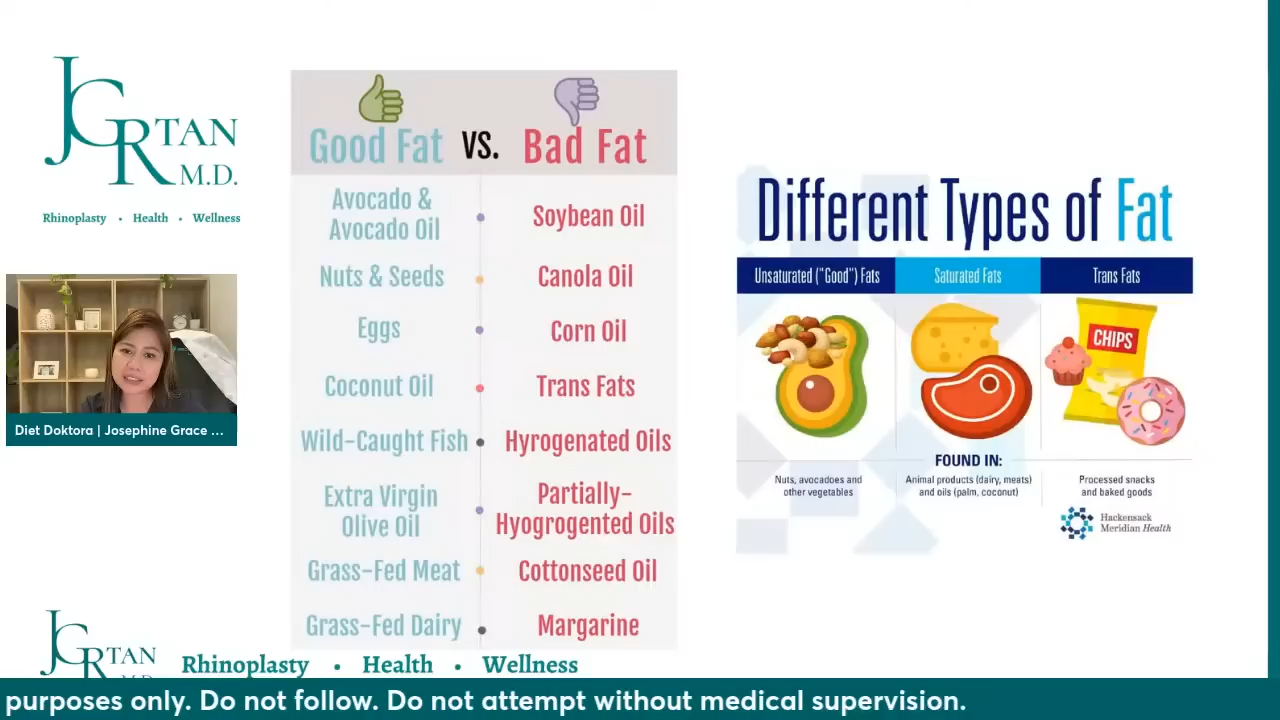 JGRTAN
M.D.
Rhinoplasty • Health • Wellness
Diet Doktora | Josephine Grace ...
Good Fat vs. Bad Fat
Avocado &
Avocado Oil
Soybean Oil
Nuts & Seeds
Canola Oil
Eggs
Corn Oil
Coconut Oil
Trans Fats
Wild-Caught Fish
Hyrogenated Oils
Extra Virgin
Olive Oil
Partially-
Hyogrogented Oils
Grass-Fed Meat
Cottonseed Oil
Grass-Fed Dairy
Margarine
Different Types of Fat
Unsaturated ("Good") Fats
Saturated Fats
Trans Fats
CHIPS
FOUND IN:
Nuts, avocadoes and
other vegetables
Animal products (dairy, meats)
and oils (palm, coconut)
Processed snacks
and baked goods
Hackensack
Meridian Health
JGRTAN
M.D.
Rhinoplasty • Health • Wellness
purposes only. Do not follow. Do not attempt without medical supervision.